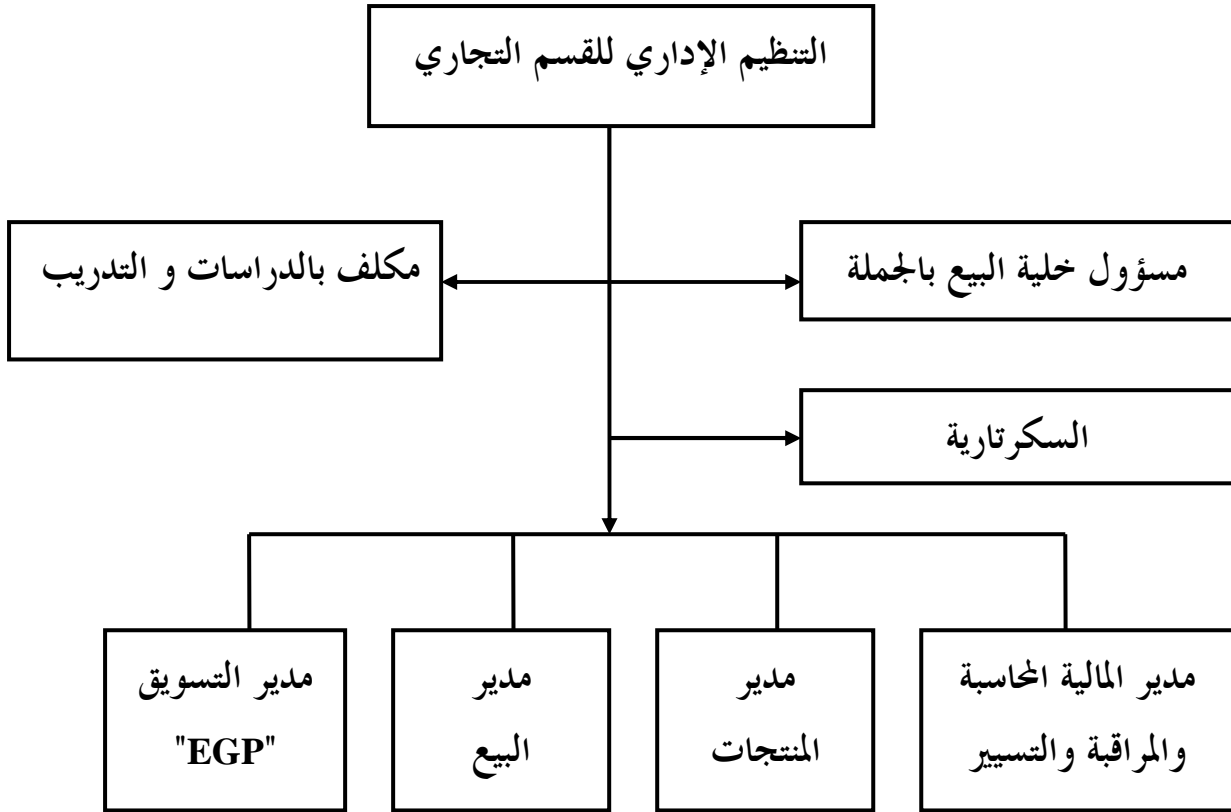 التنظيم الإداري للقسم التجاري
مسؤول خلية البيع بالجملة
مكلف بالدراسات و التدريب
السكرتارية
مدير المالية المحاسبة
والمراقبة والتسيير
مدير
المنتجات
مدير
البيع
مدير التسويق
"EGP"